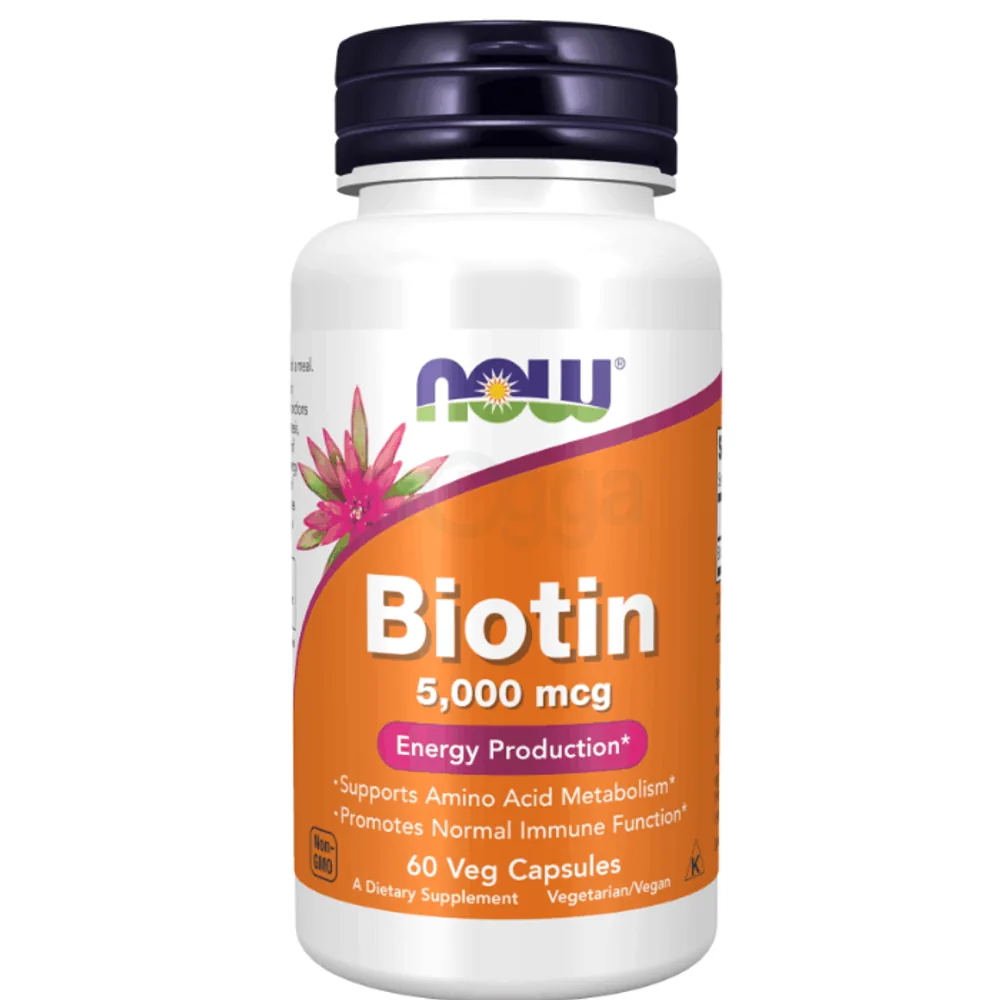 now®
Biotin
5,000 mcg
Energy Production*
•Supports Amino Acid Metabolism*
•Promotes Normal Immune Function*
Non-
GMO
60 Veg Capsules
K
A Dietary Supplement Vegetarian/Vegan
a meal.